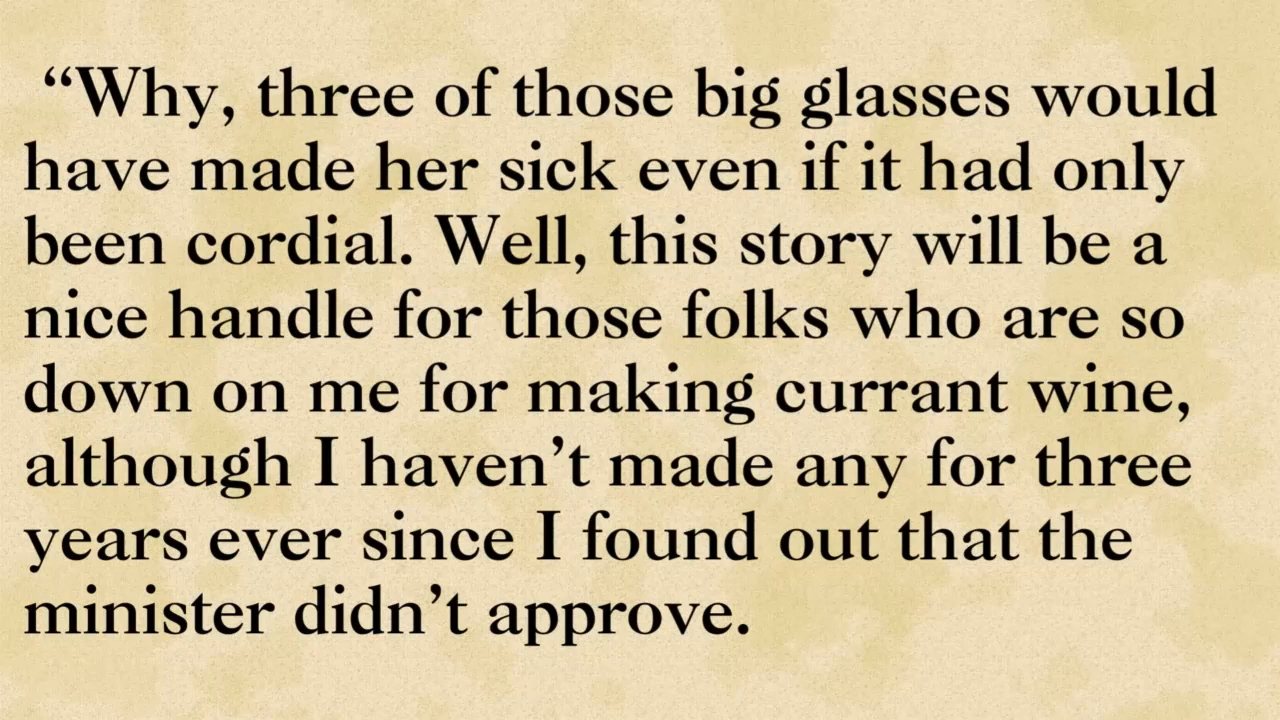 “Why, three of those big glasses would
have made her sick even if it had only
been cordial. Well, this story will be a
nice handle for those folks who are so
down on me for making currant wine,
although I haven’t made any for three
years ever since I found out that the
minister didn’t approve.